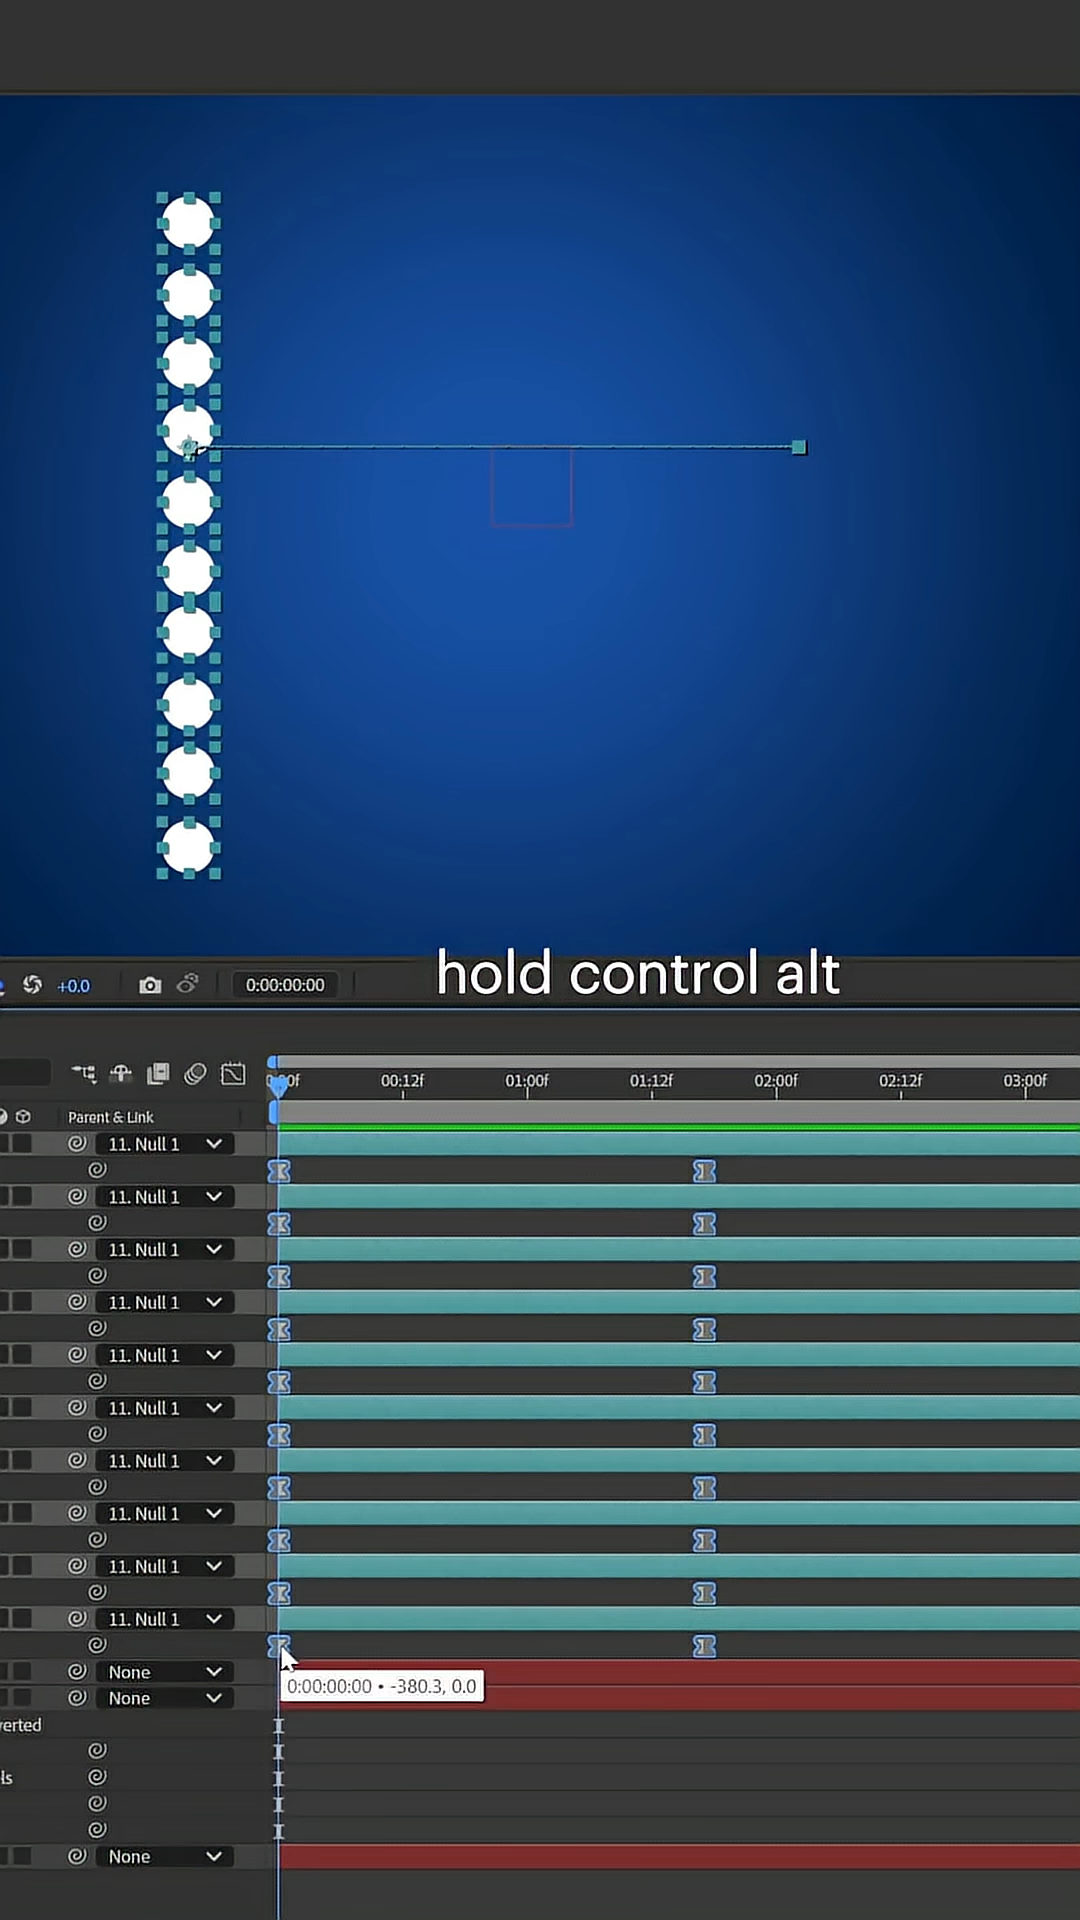 hold control alt
+0.0
0:00:00:00
00:12f
01:00f
01:12f
02:00f
02:12f
03:00f
Parent & Link
11. Null 1
11. Null 1
11. Null 1
11. Null 1
11. Null 1
11. Null 1
11. Null 1
11. Null 1
11. Null 1
11. Null 1
None
0:00:00:00 • -380.3, 0.0
None
verted
ls
None